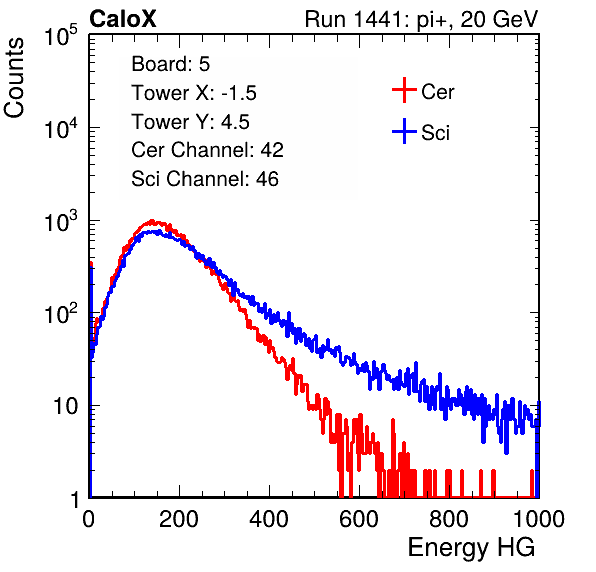 CaloX Run 1441: pi+, 20 GeV
Counts
10^5
10^4
10^3
10^2
10
1
Board: 5
Tower X: -1.5
Tower Y: 4.5
Cer Channel: 42
Sci Channel: 46
Cer
Sci
0 200 400 600 800 1000
Energy HG